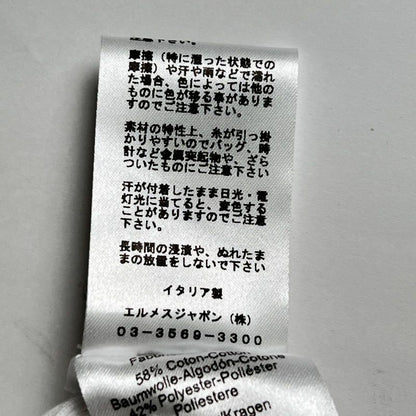 注意下さい。
摩擦（特に湿った状態での
摩擦）や汗や雨などで濡れ
た場合、色によっては他の
ものに色が移る事がありま
すのでご注意下さい。
素材の特性上、糸が引っ掛
かりやすいのでバッグ、時
計など金属突起物や、ざら
ついたものにご注意下さい
汗が付着したまま日光・電
灯光に当てると、変色する
ことがありますのでご注意
下さい。
長時間の浸漬や、ぬれたま
まの放置をしないで下さい
イタリア製
エルメスジャポン（株）
03-3569-3300
58% Coton-Cotton
Baumwolle-Algodón-Cotone
42% Polyester-Poliéster
Poliestere
Kragen